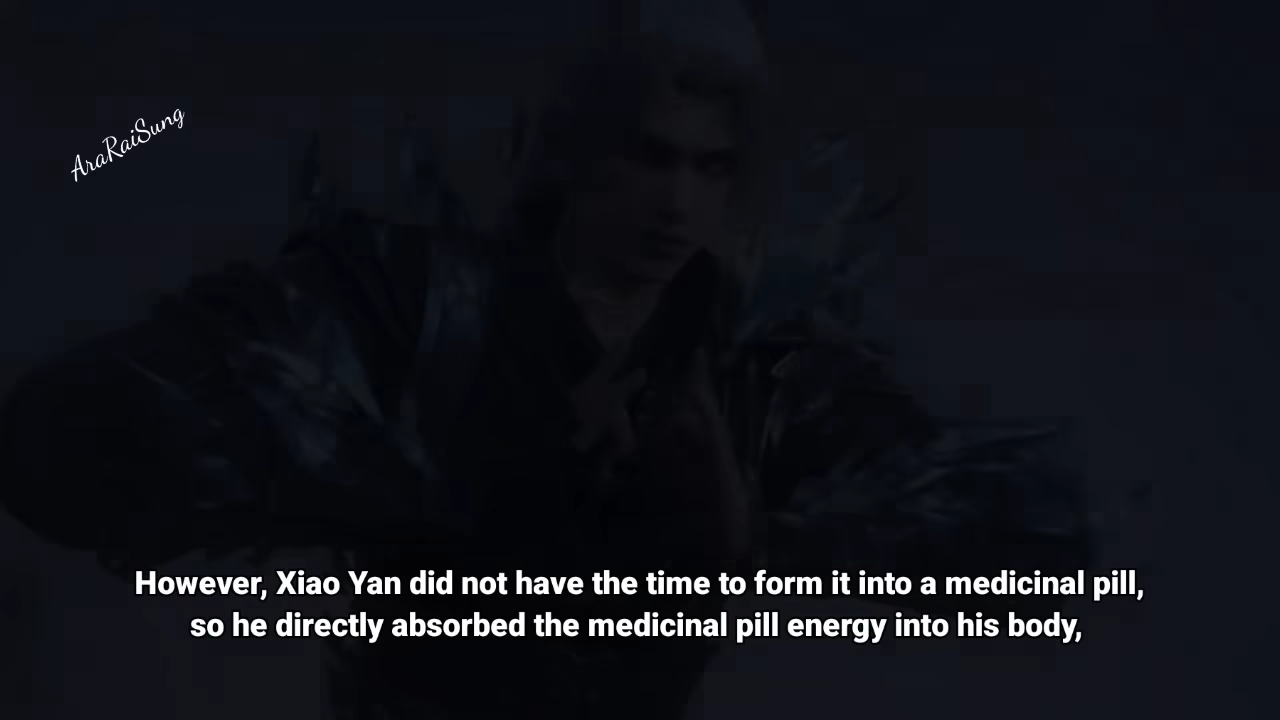 AraRaiSung
However, Xiao Yan did not have the time to form it into a medicinal pill,
so he directly absorbed the medicinal pill energy into his body,